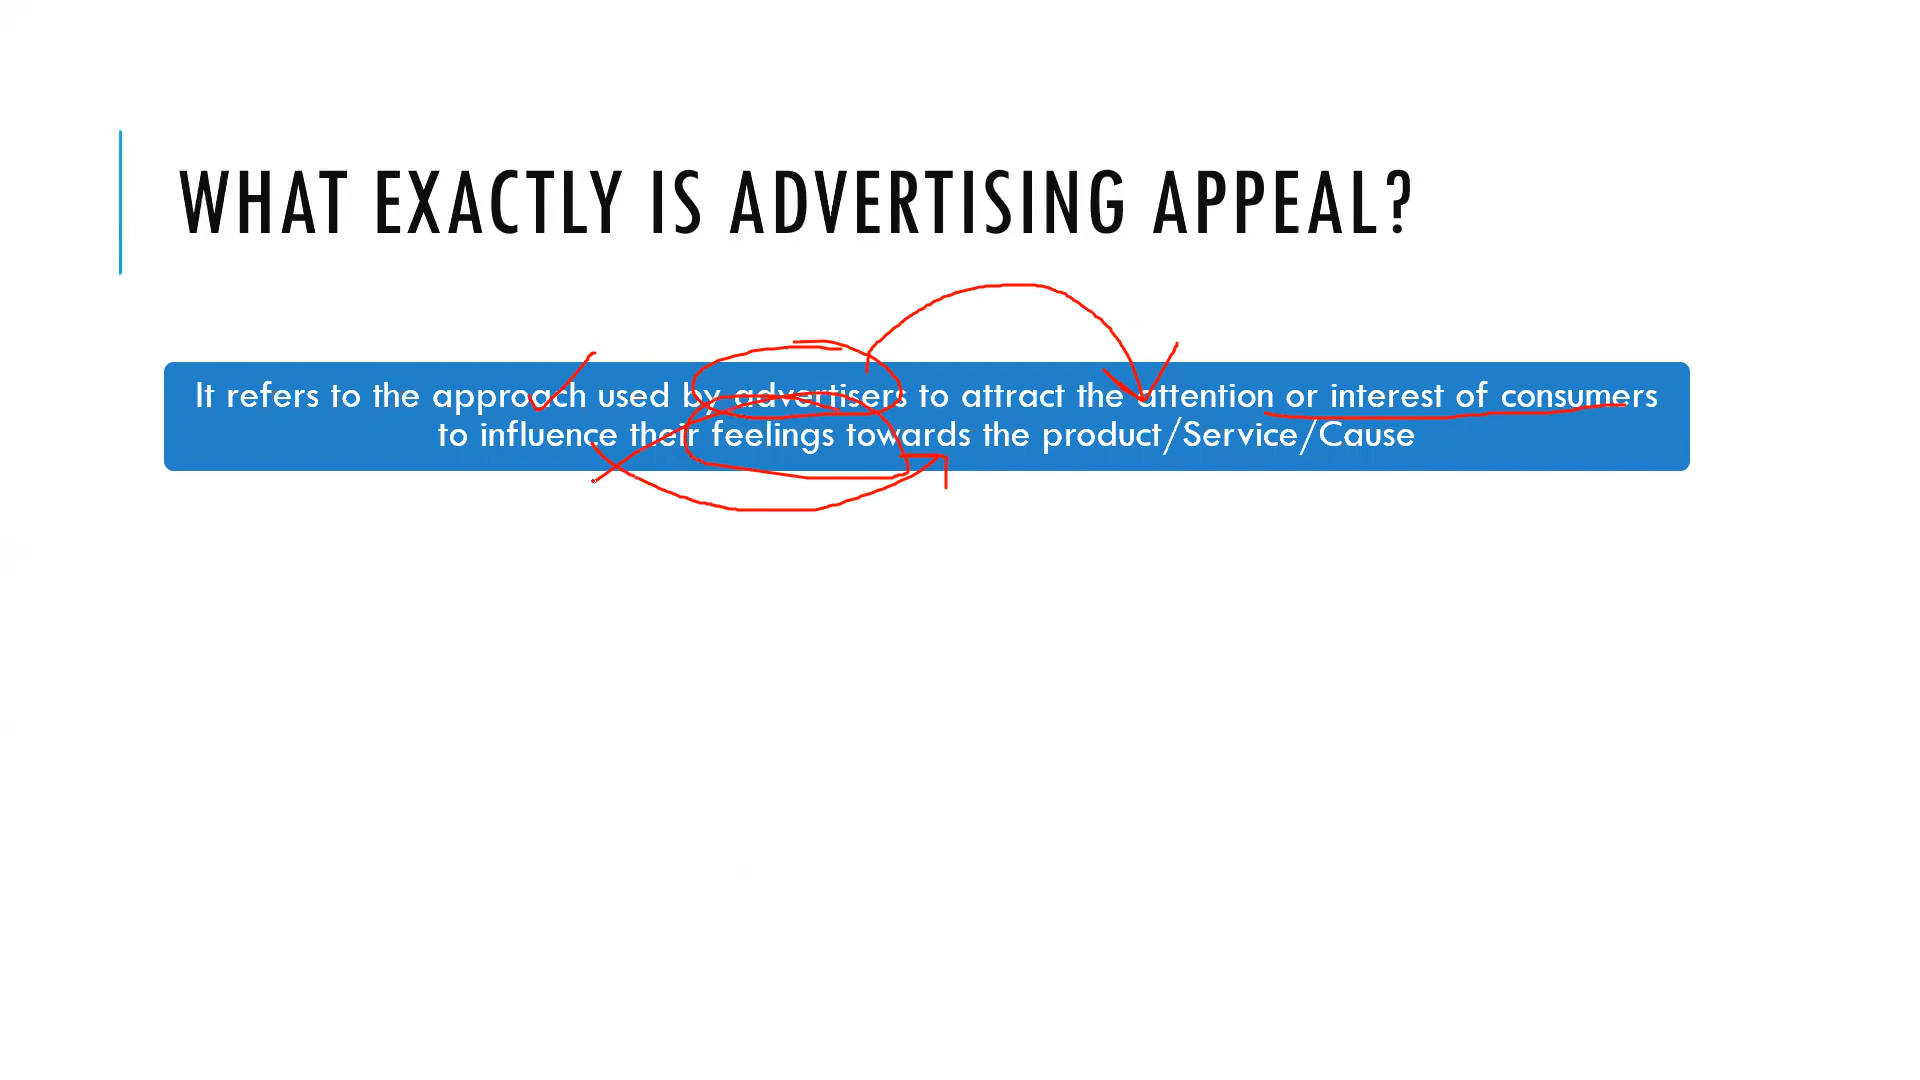 WHAT EXACTLY IS ADVERTISING APPEAL?
It refers to the approach used by advertisers to attract the attention or interest of consumers
to influence their feelings towards the product/Service/Cause